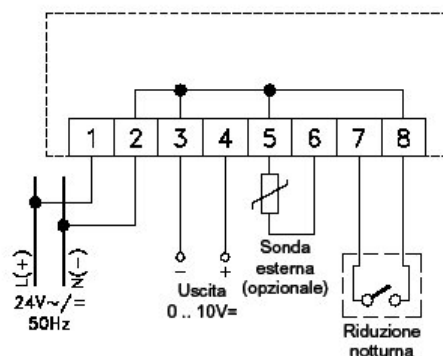 1 2 3 4 5 6 7 8
L(+)
N(−)
24V~/=
50Hz
− +
Uscita
0 .. 10V=
Sonda
esterna
(opzionale)
Riduzione
notturna